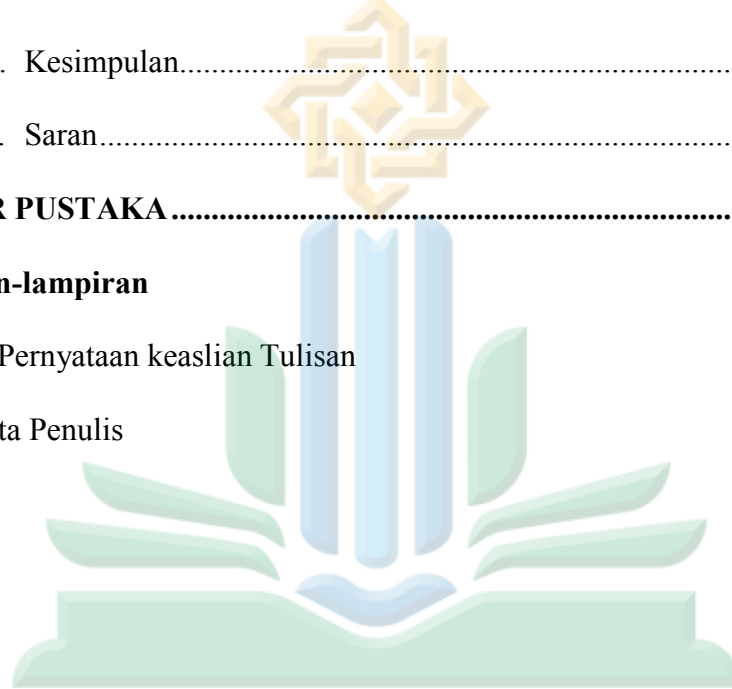 . Kesimpulan....................................................................................
. Saran..............................................................................................
R PUSTAKA......................................................................
n-lampiran
Pernyataan keaslian Tulisan
ta Penulis